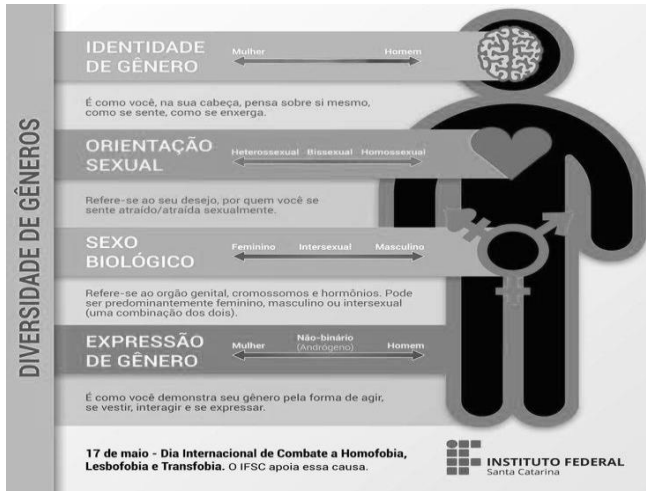 DIVERSIDADE DE GÊNEROS
IDENTIDADE
DE GÊNERO
Mulher Homem
É como você, na sua cabeça, pensa sobre si mesmo,
como se sente, como se enxerga.
ORIENTAÇÃO
SEXUAL
Heterossexual Bissexual Homossexual
Refere-se ao seu desejo, por quem você se
sente atraído/atraída sexualmente.
SEXO
BIOLÓGICO
Feminino Intersexual Masculino
Refere-se ao orgão genital, cromossomos e hormônios. Pode
ser predominantemente feminino, masculino ou intersexual
(uma combinação dos dois).
EXPRESSÃO
DE GÊNERO
Não-binário
Mulher (Andrógeno) Homem
É como você demonstra seu gênero pela forma de agir,
se vestir, interagir e se expressar.
17 de maio - Dia Internacional de Combate a Homofobia,
Lesbofobia e Transfobia. O IFSC apoia essa causa.
INSTITUTO FEDERAL
Santa Catarina